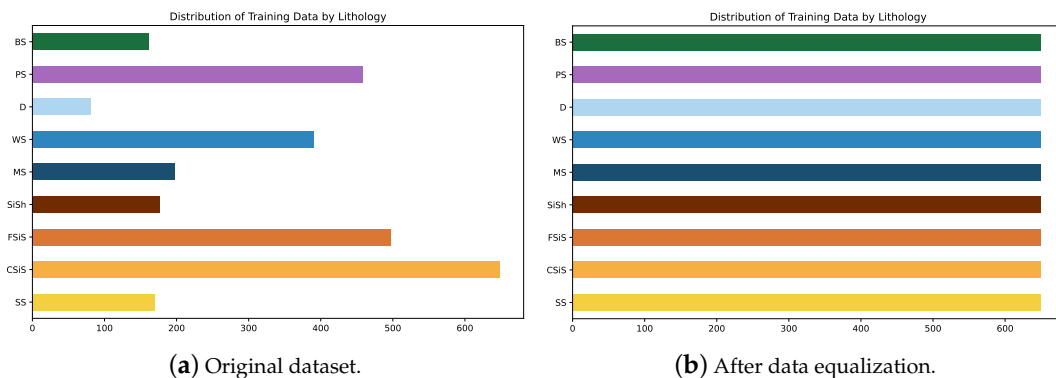 Distribution of Training Data by Lithology
BS
PS
D
WS
MS
SiSh
FSiS
CSiS
SS
0 100 200 300 400 500 600
(a) Original dataset.
Distribution of Training Data by Lithology
BS
PS
D
WS
MS
SiSh
FSiS
CSiS
SS
0 100 200 300 400 500 600
(b) After data equalization.